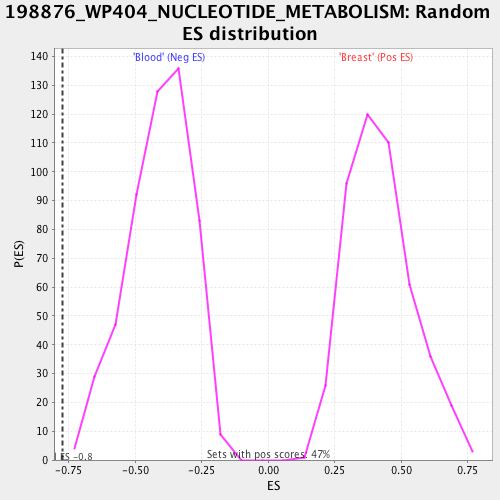 198876_WP404_NUCLEOTIDE_METABOLISM: Random
ES distribution
'Blood' (Neg ES)
'Breast' (Pos ES)
140
130
120
110
100
90
80
70
60
50
40
30
20
10
0
P(ES)
ES -0.8
Sets with pos scores: 47%
-0.75
-0.50
-0.25
0.00
0.25
0.50
0.75
ES